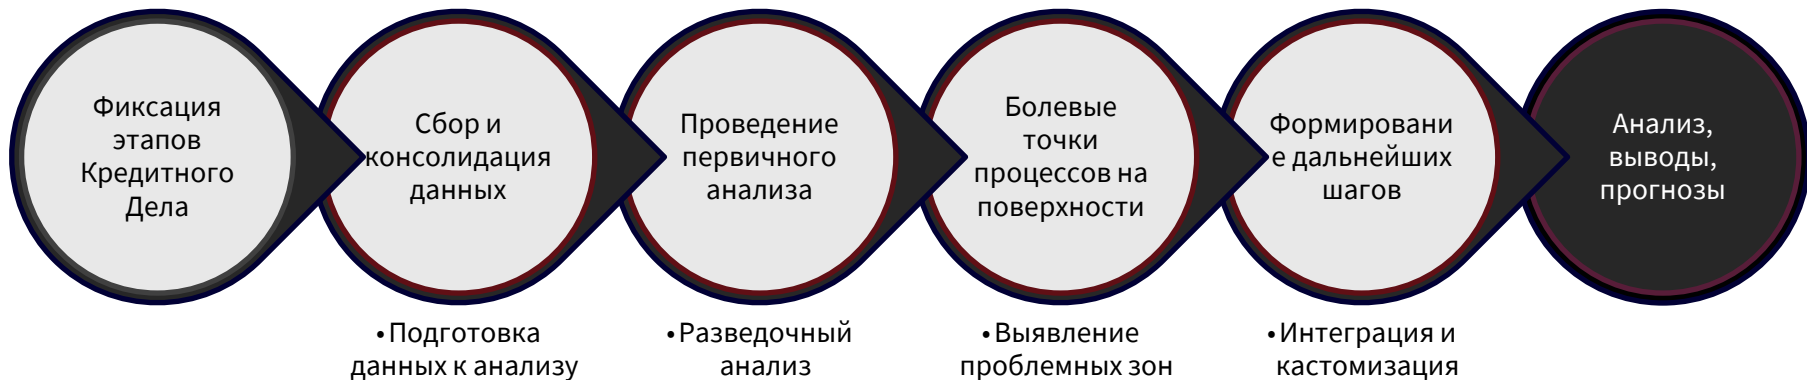 Фиксация
этапов
Кредитного
Дела
Сбор и
консолидация
данных
Проведение
первичного
анализа
Болевые
точки
процессов на
поверхности
Формировани
е дальнейших
шагов
Анализ,
выводы,
прогнозы
•Подготовка
данных к анализу
•Разведочный
анализ
•Выявление
проблемных зон
•Интеграция и
кастомизация